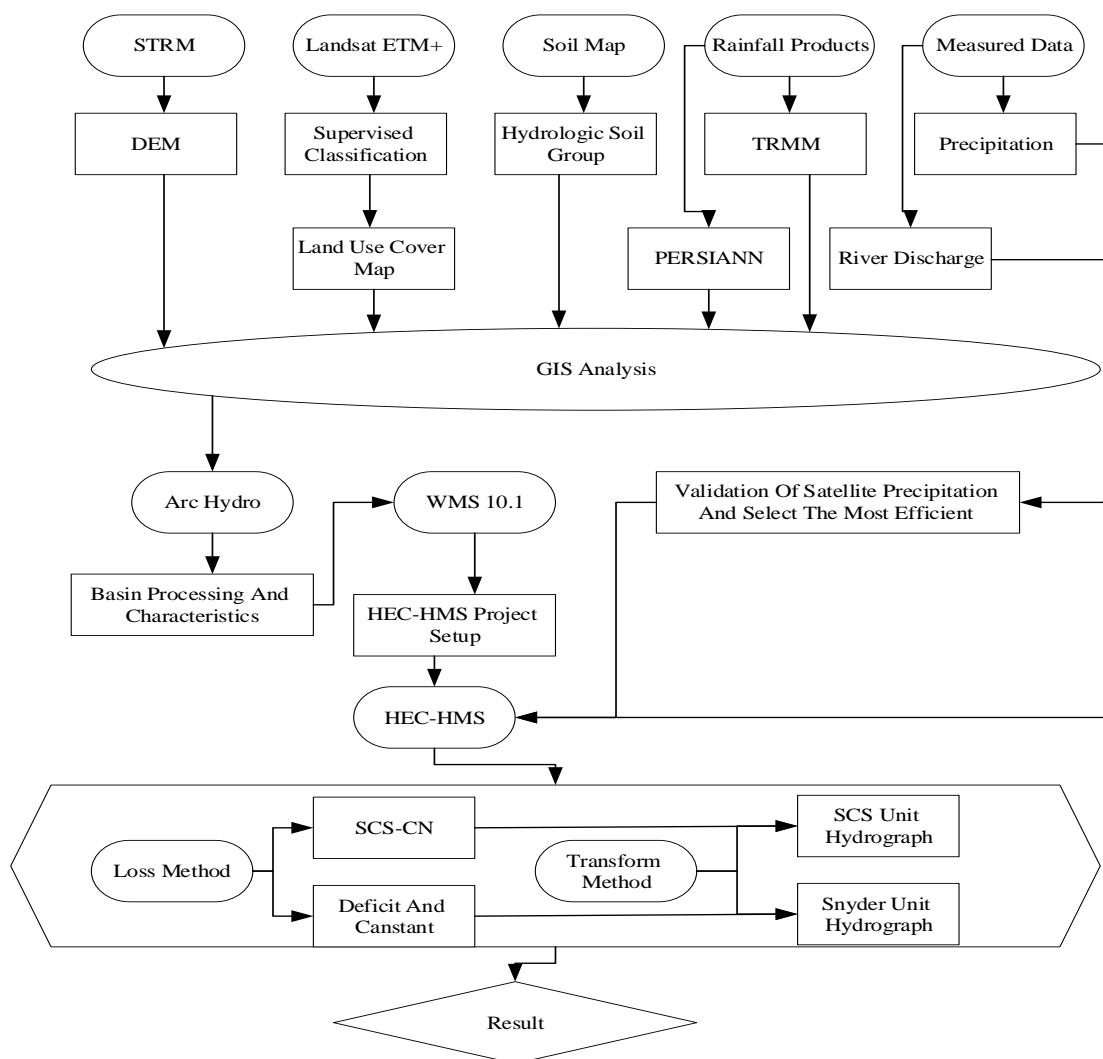 STRM
Landsat ETM+
Soil Map
Rainfall Products
Measured Data
DEM
Supervised
Classification
Hydrologic Soil
Group
TRMM
Precipitation
Land Use Cover
Map
PERSIANN
River Discharge
GIS Analysis
Arc Hydro
WMS 10.1
Validation Of Satellite Precipitation
And Select The Most Efficient
Basin Processing And
Characteristics
HEC-HMS Project
Setup
HEC-HMS
SCS-CN
SCS Unit
Hydrograph
Loss Method
Transform
Method
Deficit And
Canstant
Snyder Unit
Hydrograph
Result